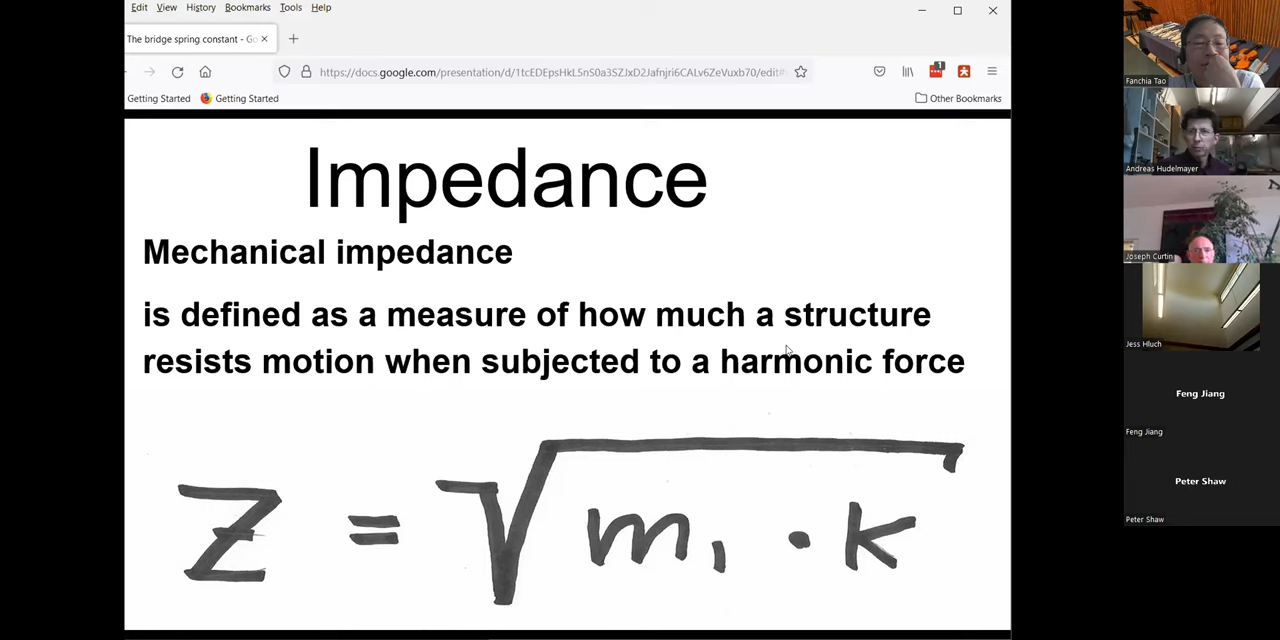 Edit View History Bookmarks Tools Help
The bridge spring constant - Go
https://docs.google.com/presentation/d/1tcEDEpsHkL5nS0a3SZJxD2Jafnjri6CALv6ZeVuxb70/edit#
1
Getting Started Getting Started Other Bookmarks
Impedance
Mechanical impedance
is defined as a measure of how much a structure
resists motion when subjected to a harmonic force
Z = √m₁ · k
Fanchia Tao
Andreas Hudelmayer
Joseph Curtin
Jess Hluch
Feng Jiang
Feng Jiang
Peter Shaw
Peter Shaw